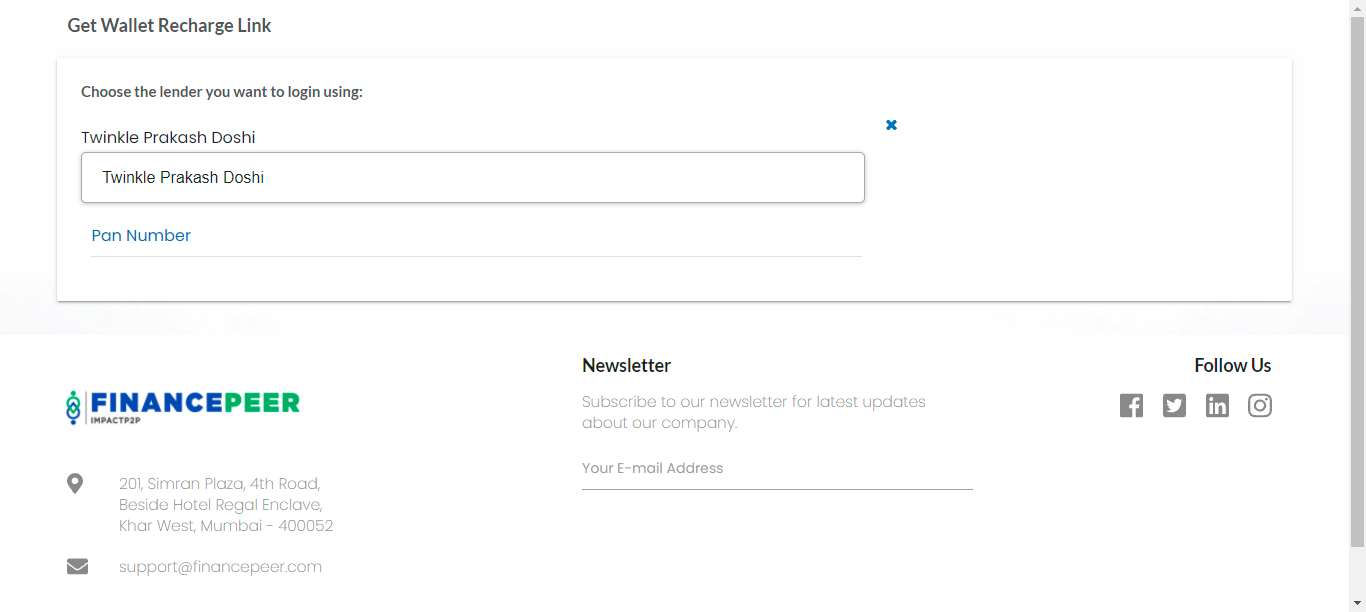 Get Wallet Recharge Link
Choose the lender you want to login using:
Twinkle Prakash Doshi
Twinkle Prakash Doshi
Pan Number
FINANCEPEER
IMPACTP2P
201, Simran Plaza, 4th Road,
Beside Hotel Regal Enclave,
Khar West, Mumbai - 400052
support@financepeer.com
Newsletter
Subscribe to our newsletter for latest updates
about our company.
Your E-mail Address
Follow Us